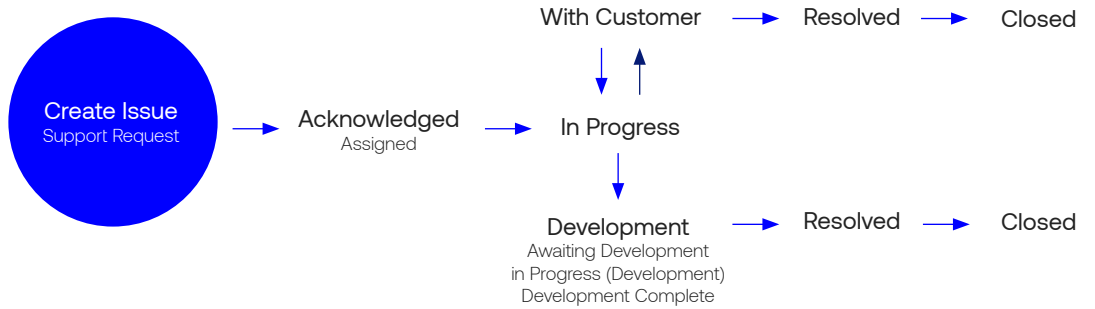 Create Issue
Support Request
Acknowledged
Assigned
With Customer
Resolved
Closed
In Progress
Development
Awaiting Development
in Progress (Development)
Development Complete
Resolved
Closed